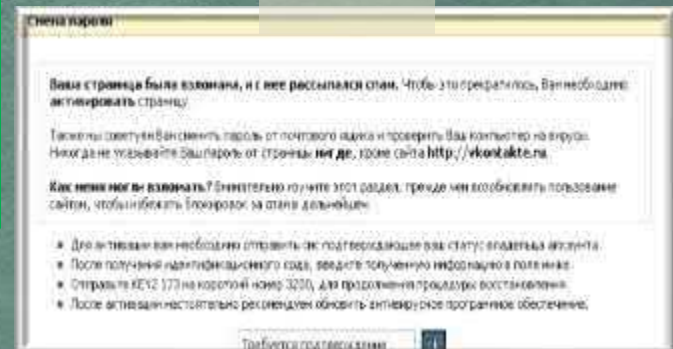 Смена пароля
Ваша страница была взломана, и с нее рассылался спам. Чтобы это прекратилось, Вам необходимо
активировать страницу.
Также мы советуем Вам сменить пароль от почтового ящика и проверить Ваш компьютер на вирусы.
Никогда не указывайте Ваш пароль от страницы нигде, кроме сайта http://vkontakte.ru
Как меня могли взломать? Внимательно изучите этот раздел, прежде чем возобновлять пользование
сайтом, чтобы избежать блокировок за спам в дальнейшем.
Для активации вам необходимо отправить смс подтверждающее ваш статус владельца аккаунта.
После получения идентификационного кода, введите полученную информацию в поле ниже.
Отправьте 173 на короткий номер для продолжения процедуры восстановления.
После активации настоятельно рекомендуем обновить антивирусное программное обеспечение.
Требуется подтверждение